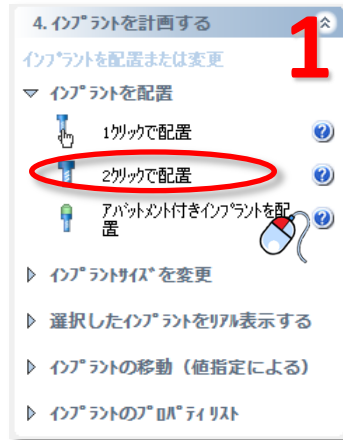 4. インプラントを計画する
1
インプラントを配置または変更
インプラントを配置
1クリックで配置
2クリックで配置
アバットメント付きインプラントを配
置
インプラントサイズを変更
選択したインプラントをリアル表示する
インプラントの移動（値指定による）
インプラントのプロパティ リスト